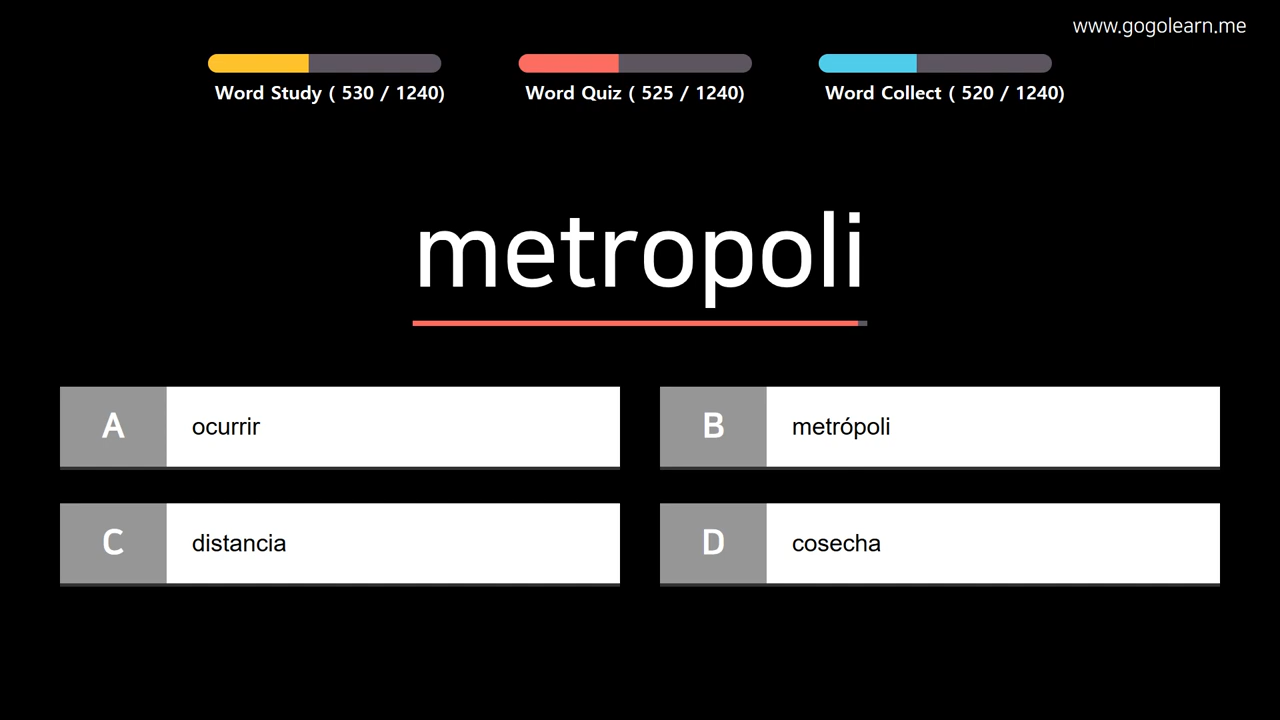 www.gogolearn.me
Word Study ( 530 / 1240)
Word Quiz ( 525 / 1240)
Word Collect ( 520 / 1240)
metropoli
A
ocurrir
B
metrópoli
C
distancia
D
cosecha